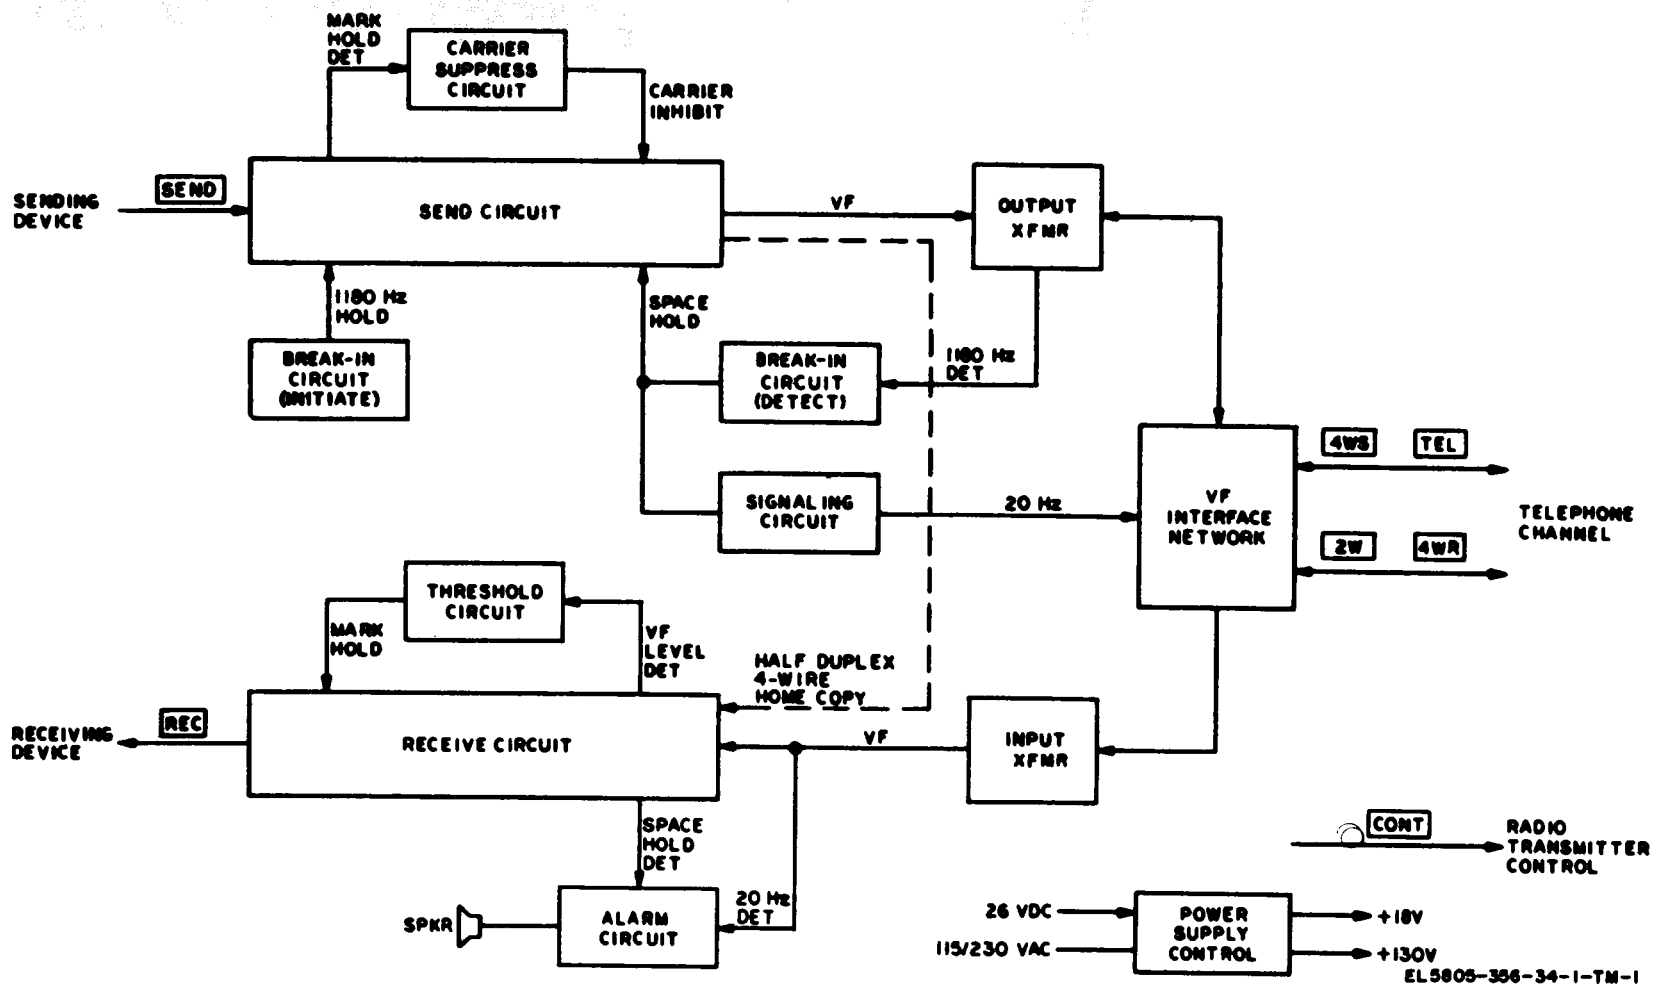 MARK
HOLD
DET
CARRIER
SUPPRESS
CIRCUIT
CARRIER
INHIBIT
SENDING
DEVICE
SEND
SEND CIRCUIT
VF
OUTPUT
XFMR
1180 Hz
HOLD
SPACE
HOLD
BREAK-IN
CIRCUIT
(INITIATE)
BREAK-IN
CIRCUIT
(DETECT)
1180 Hz
DET
SIGNALING
CIRCUIT
20 Hz
VF
INTERFACE
NETWORK
4WS
TEL
2W
4WR
TELEPHONE
CHANNEL
THRESHOLD
CIRCUIT
MARK
HOLD
VF
LEVEL
DET
HALF DUPLEX
4-WIRE
HOME COPY
RECEIVING
DEVICE
REC
RECEIVE CIRCUIT
VF
INPUT
XFMR
SPACE
HOLD
DET
20 Hz
DET
SPKR
ALARM
CIRCUIT
CONT
RADIO
TRANSMITTER
CONTROL
26 VDC
115/230 VAC
POWER
SUPPLY
CONTROL
+18V
+130V
EL5805-356-34-1-TM-1